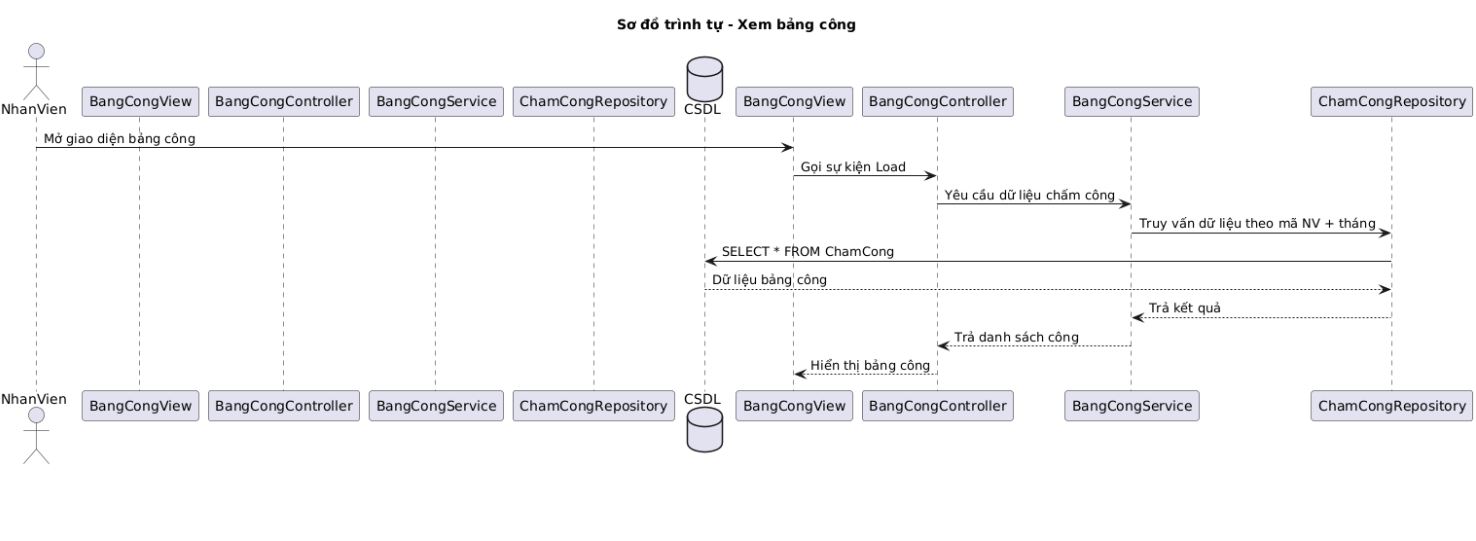 Sơ đồ trình tự - Xem bảng công
NhanVien
BangCongView
BangCongController
BangCongService
ChamCongRepository
CSDL
BangCongView
BangCongController
BangCongService
ChamCongRepository
Mở giao diện bảng công
Gọi sự kiện Load
Yêu cầu dữ liệu chấm công
Truy vấn dữ liệu theo mã NV + tháng
SELECT * FROM ChamCong
Dữ liệu bảng công
Trả kết quả
Trả danh sách công
Hiển thị bảng công
NhanVien
BangCongView
BangCongController
BangCongService
ChamCongRepository
CSDL
BangCongView
BangCongController
BangCongService
ChamCongRepository